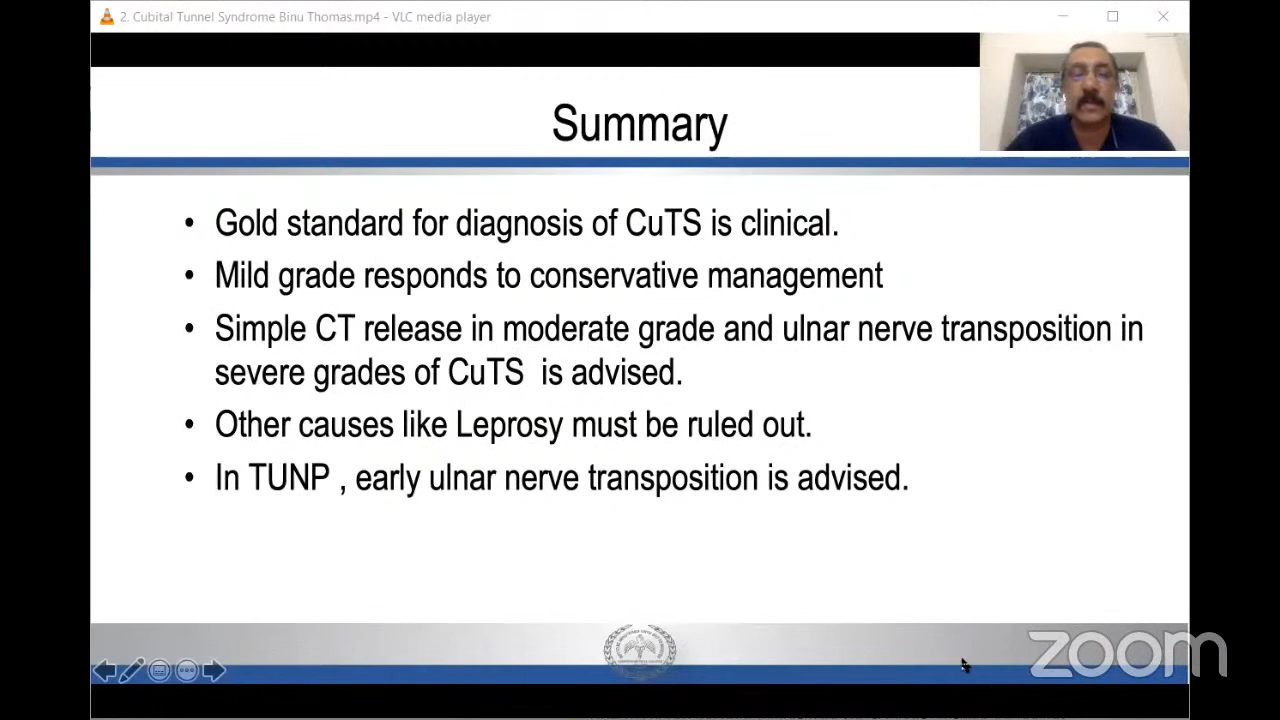 2. Cubital Tunnel Syndrome Binu Thomas.mp4 - VLC media player
Summary
• Gold standard for diagnosis of CuTS is clinical.
• Mild grade responds to conservative management
• Simple CT release in moderate grade and ulnar nerve transposition in
severe grades of CuTS is advised.
• Other causes like Leprosy must be ruled out.
• In TUNP , early ulnar nerve transposition is advised.
zoom